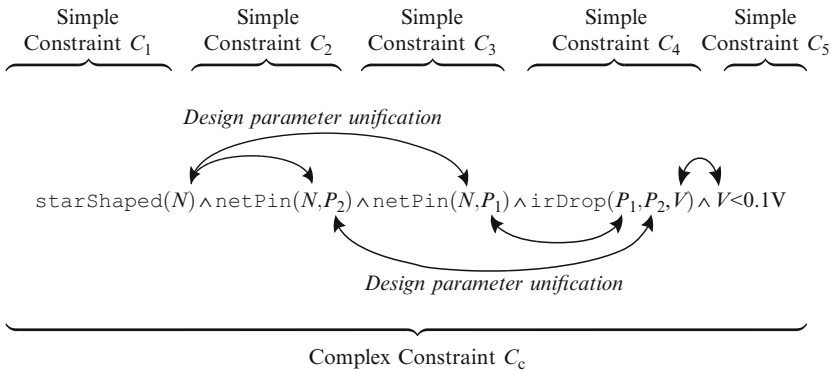 Simple Constraint C₁
Simple Constraint C₂
Simple Constraint C₃
Simple Constraint C₄
Simple Constraint C₅
Design parameter unification
starShaped(N)∧netPin(N,P₂)∧netPin(N,P₁)∧irDrop(P₁,P₂,V)∧V<0.1V
Design parameter unification
Complex Constraint C_c